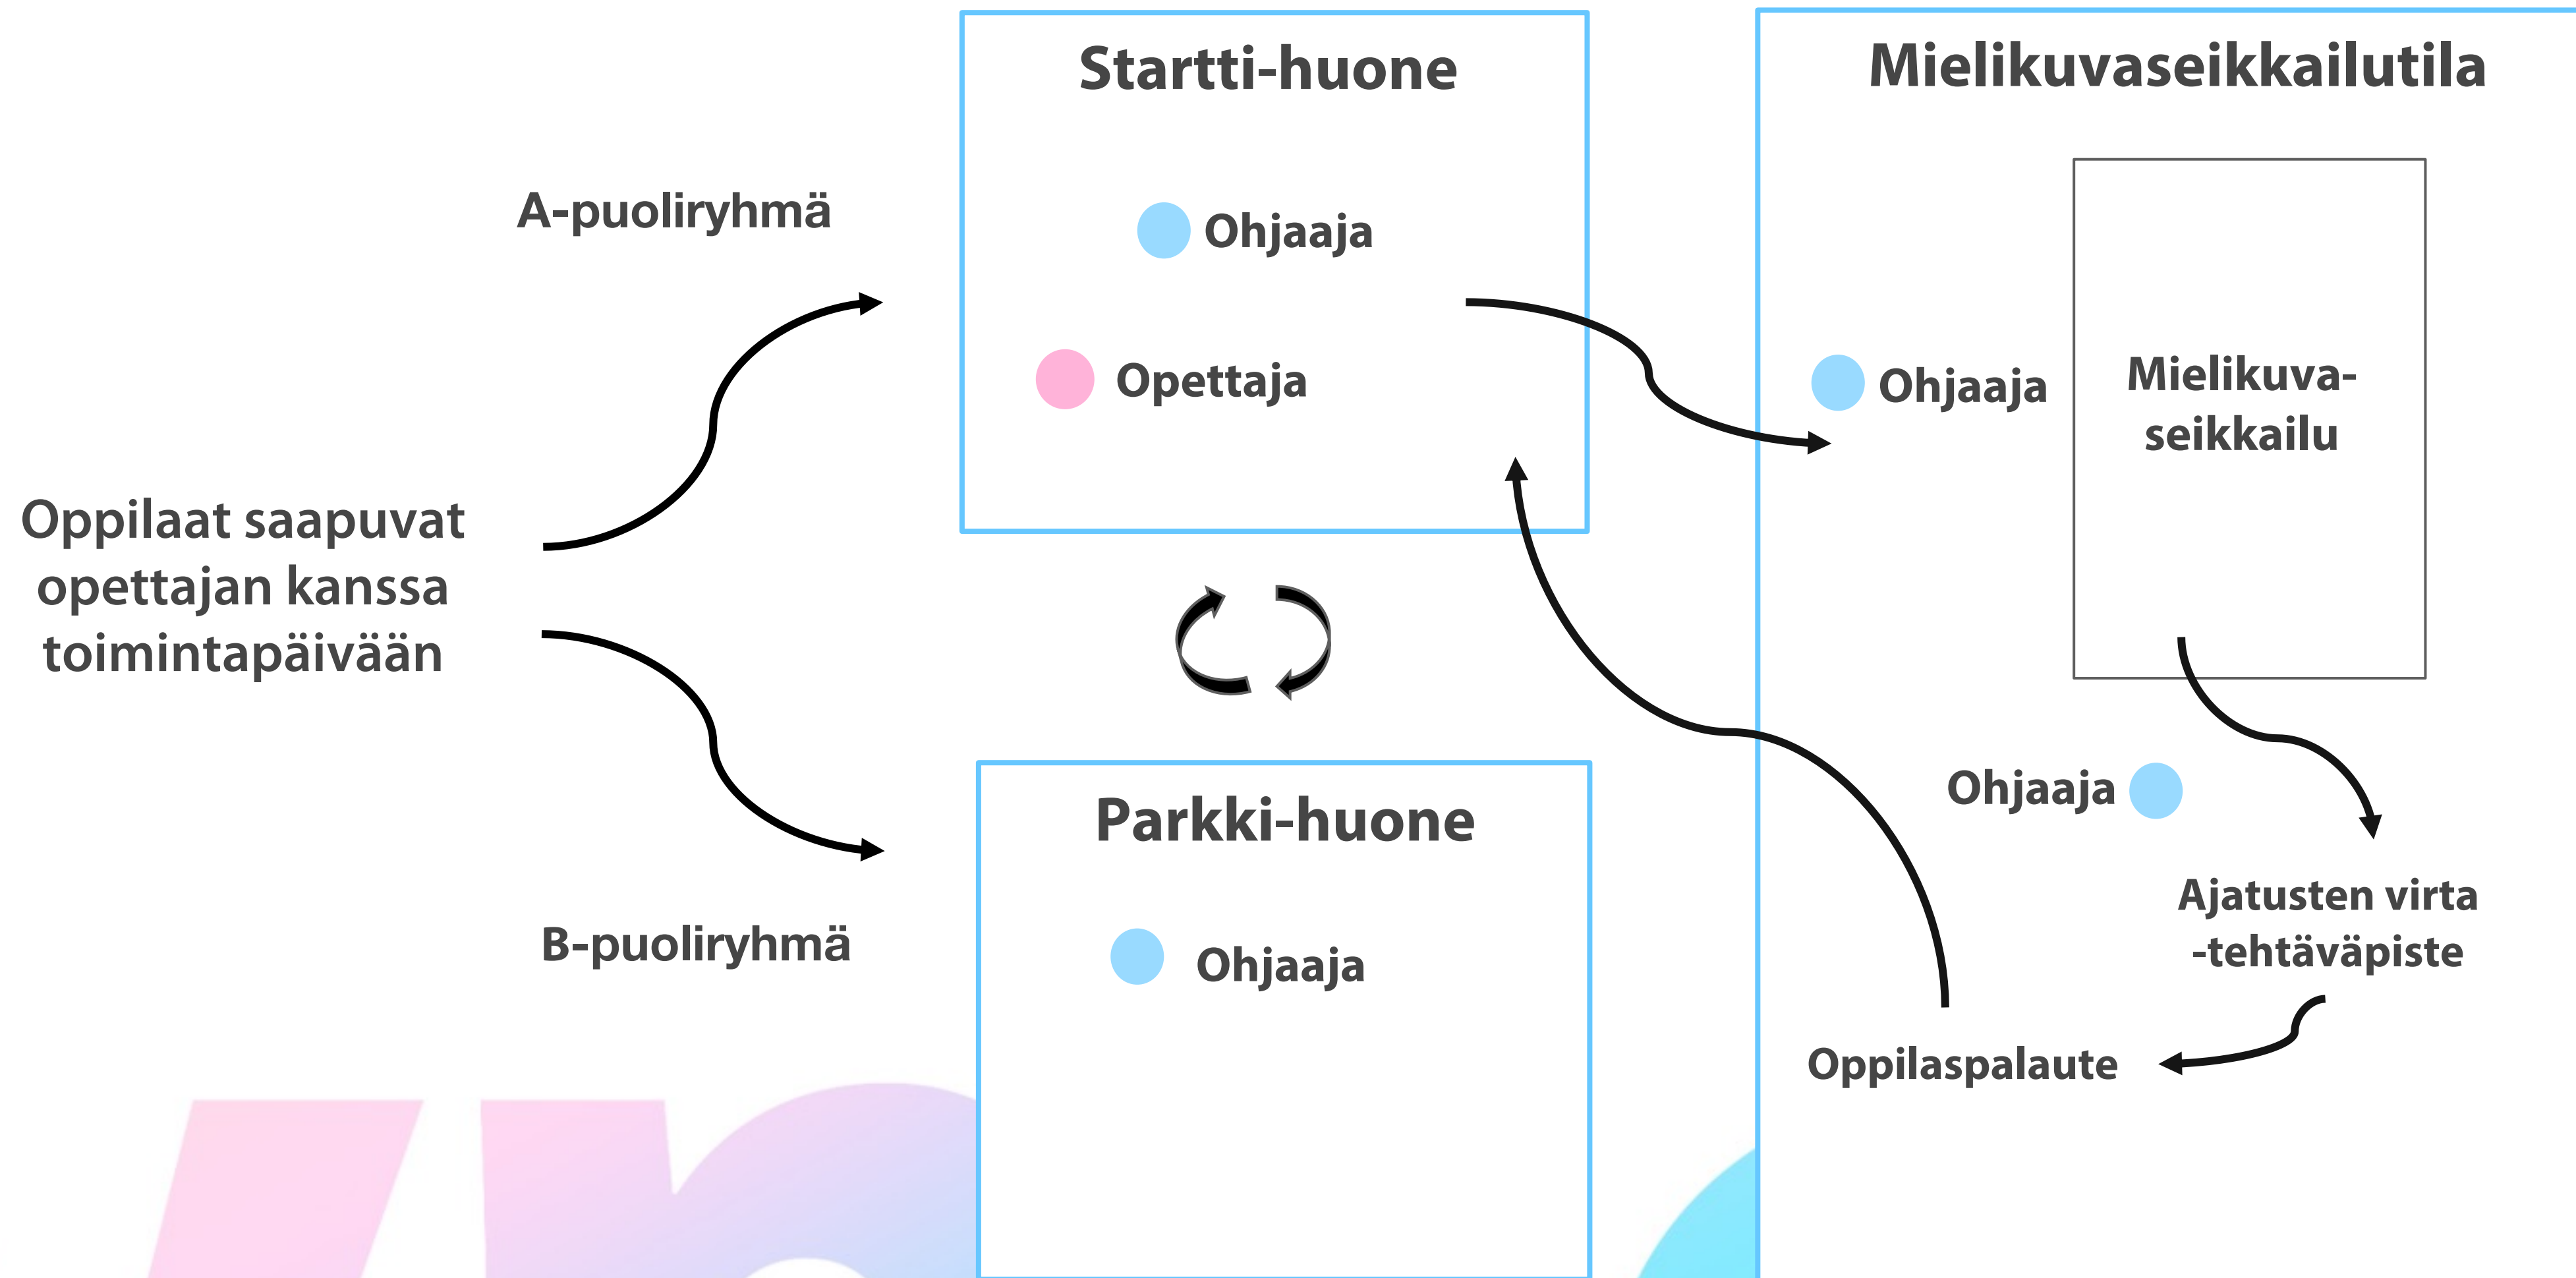 Oppilaat saapuvat
opettajan kanssa
toimintapäivään
A-puoliryhmä
B-puoliryhmä
Startti-huone
Ohjaaja
Opettaja
Parkki-huone
Ohjaaja
Mielikuvaseikkailutila
Ohjaaja
Mielikuva-
seikkailu
Ohjaaja
Ajatusten virta
-tehtäväpiste
Oppilaspalaute